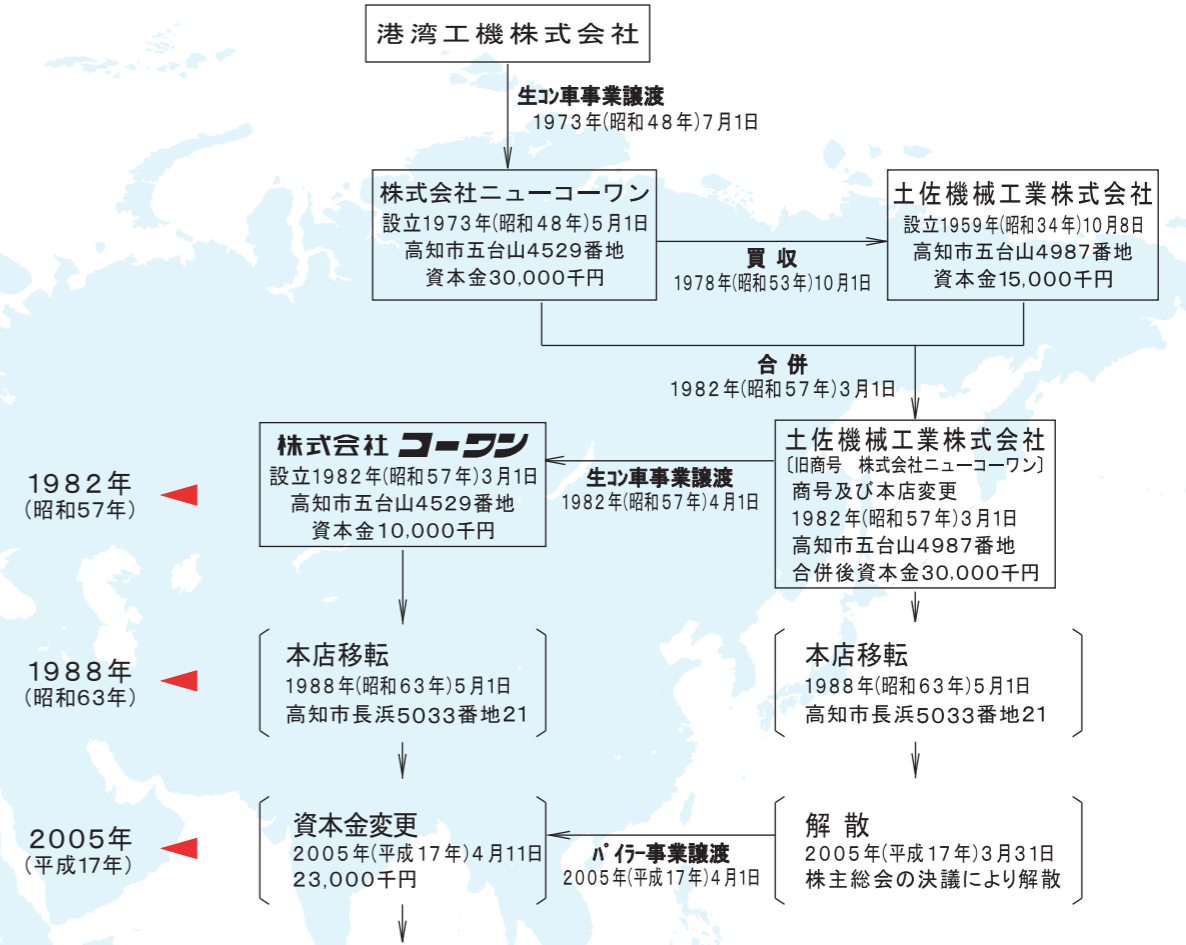 港湾工機株式会社
生コン車事業譲渡
1973年(昭和48年)7月1日
株式会社ニューコーワン
設立1973年(昭和48年)5月1日
高知市五台山4529番地
資本金30,000千円
買収
1978年(昭和53年)10月1日
土佐機械工業株式会社
設立1959年(昭和34年)10月8日
高知市五台山4987番地
資本金15,000千円
合併
1982年(昭和57年)3月1日
1982年
(昭和57年)
株式会社 コーワン
設立1982年(昭和57年)3月1日
高知市五台山4529番地
資本金10,000千円
生コン車事業譲渡
1982年(昭和57年)4月1日
土佐機械工業株式会社
〔旧商号 株式会社ニューコーワン〕
商号及び本店変更
1982年(昭和57年)3月1日
高知市五台山4987番地
合併後資本金30,000千円
1988年
(昭和63年)
本店移転
1988年(昭和63年)5月1日
高知市長浜5033番地21
本店移転
1988年(昭和63年)5月1日
高知市長浜5033番地21
2005年
(平成17年)
資本金変更
2005年(平成17年)4月11日
23,000千円
パイラー事業譲渡
2005年(平成17年)4月1日
解散
2005年(平成17年)3月31日
株主総会の決議により解散